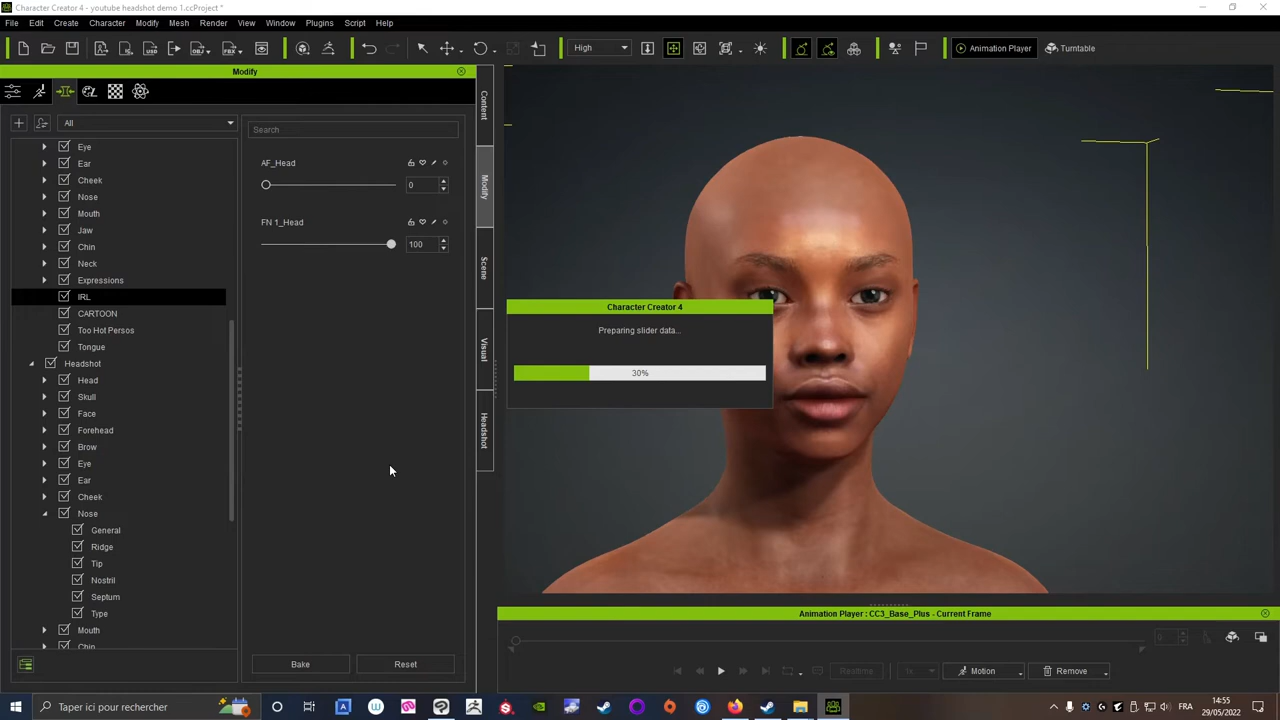 Character Creator 4 - youtube headshot demo 1.ccProject *
File Edit Create Character Modify Mesh Render View Window Plugins Script Help
High Animation Player Turntable
Modify
All
Search
Eye
Ear
Cheek
Nose
Mouth
Jaw
Chin
Neck
Expressions
IRL
CARTOON
Too Hot Persos
Tongue
Headshot
Head
Skull
Face
Forehead
Brow
Eye
Ear
Cheek
Nose
General
Ridge
Tip
Nostril
Septum
Type
Mouth
Chin
AF_Head
0
FN 1_Head
100
Bake Reset
Content
Modify
Scene
Visual
Headshot
Character Creator 4
Preparing slider data...
30%
Animation Player : CC3_Base_Plus - Current Frame
0
Realtime 1x Motion Remove
Taper ici pour rechercher
FRA
14:55
29/05/2022